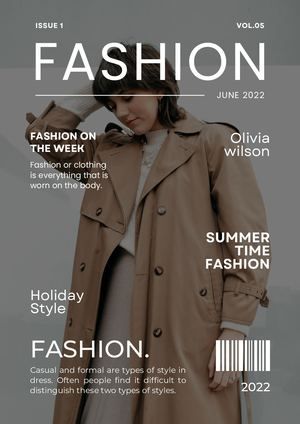 ISSUE 1
VOL.05
FASHION
JUNE 2022
FASHION ON
THE WEEK
Fashion or clothing
is everything that is
worn on the body.
Olivia
wilson
SUMMER
TIME
FASHION
Holiday
Style
FASHION.
Casual and formal are types of style in
dress. Often people find it difficult to
distinguish these two types of styles.
2022